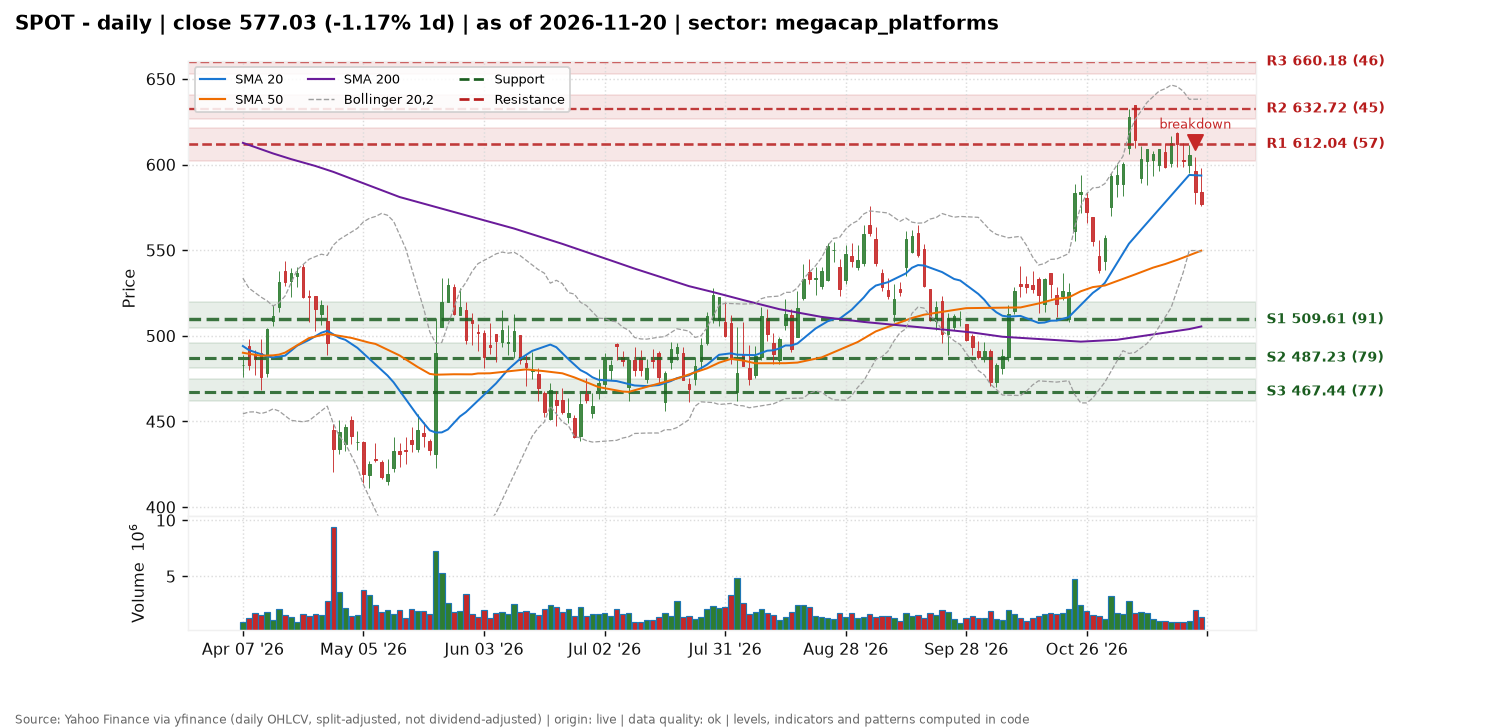 SPOT - daily | close 577.03 (-1.17% 1d) | as of 2026-11-20 | sector: megacap_platforms
SMA 20
SMA 50
SMA 200
Bollinger 20,2
Support
Resistance
R3 660.18 (46)
R2 632.72 (45)
breakdown
R1 612.04 (57)
S1 509.61 (91)
S2 487.23 (79)
S3 467.44 (77)
Price
650
600
550
500
450
400
Volume 10⁶
10
5
Apr 07 '26
May 05 '26
Jun 03 '26
Jul 02 '26
Jul 31 '26
Aug 28 '26
Sep 28 '26
Oct 26 '26
Source: Yahoo Finance via yfinance (daily OHLCV, split-adjusted, not dividend-adjusted) | origin: live | data quality: ok | levels, indicators and patterns computed in code